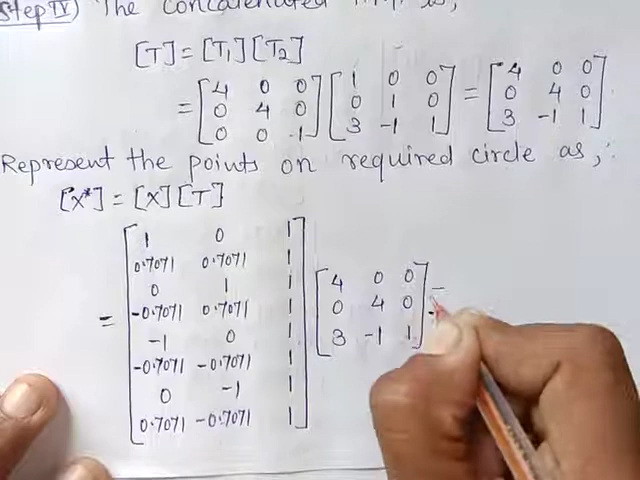 Step IV) The Concatenated
[T] = [T₁][T₂]
= [4 0 0; 0 4 0; 0 0 1] [1 0 0; 0 1 0; 3 -1 1] = [4 0 0; 0 4 0; 3 -1 1]
Represent the points on required circle as,
[X*] = [X][T]
= [1 0 1; 0.7071 0.7071 1; 0 1 1; -0.7071 0.7071 1; -1 0 1; -0.7071 -0.7071 1; 0 -1 1; 0.7071 -0.7071 1] [4 0 0; 0 4 0; 3 -1 1] =